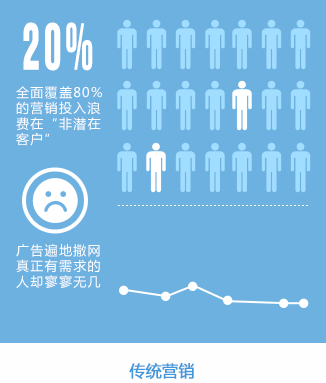 20%
全面覆盖80%
的营销投入浪
费在“非潜在
客户”
广告遍地撒网
真正有需求的
人却寥寥无几
传统营销